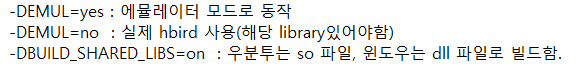 -DEMUL=yes : 에뮬레이터 모드로 동작
-DEMUL=no : 실제 hbird 사용(해당 library있어야함)
-DBUILD_SHARED_LIBS=on : 우분투는 so 파일, 윈도우는 dll 파일로 빌드함.